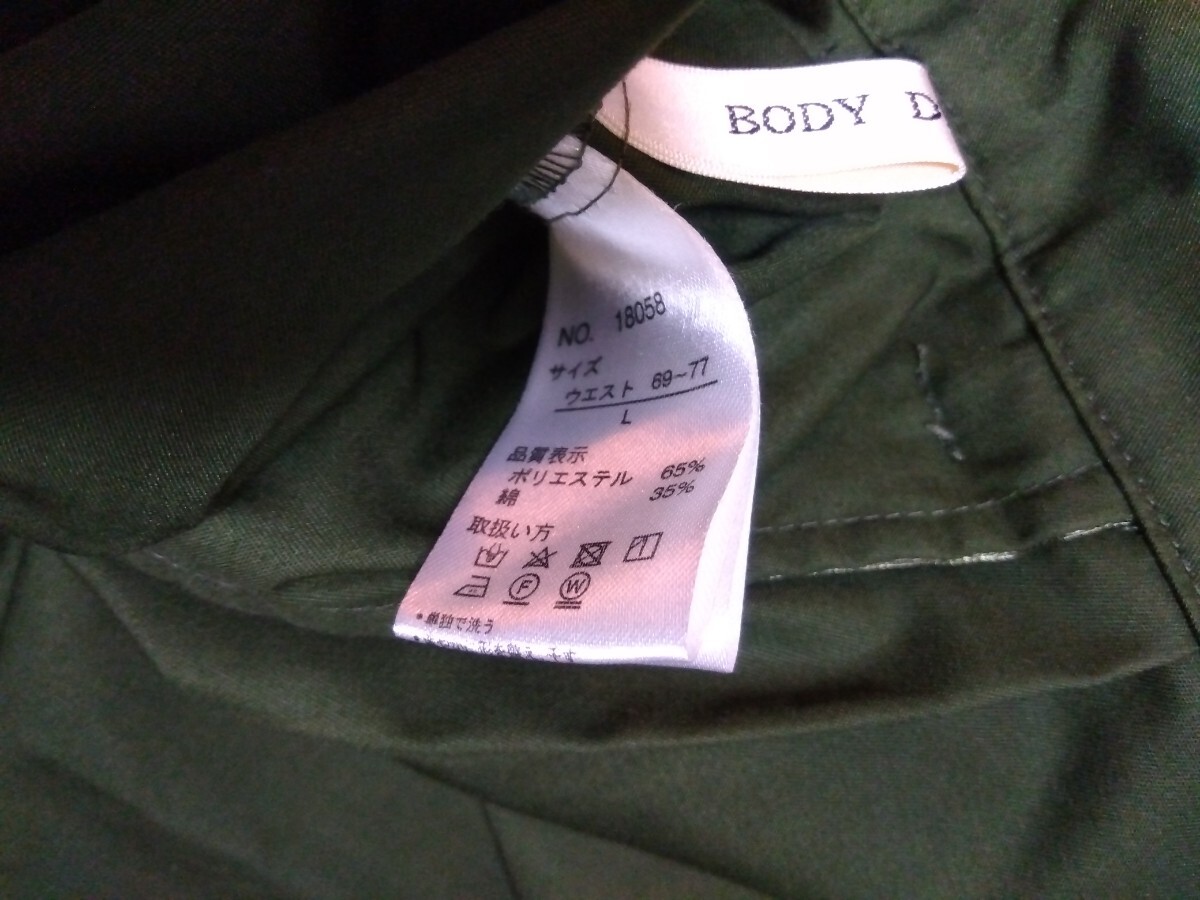 BODY D
NO. 18058
サイズ
ウエスト 69~77
L
品質表示
ポリエステル 65%
綿 35%
取扱い方
F W
*単独で洗う